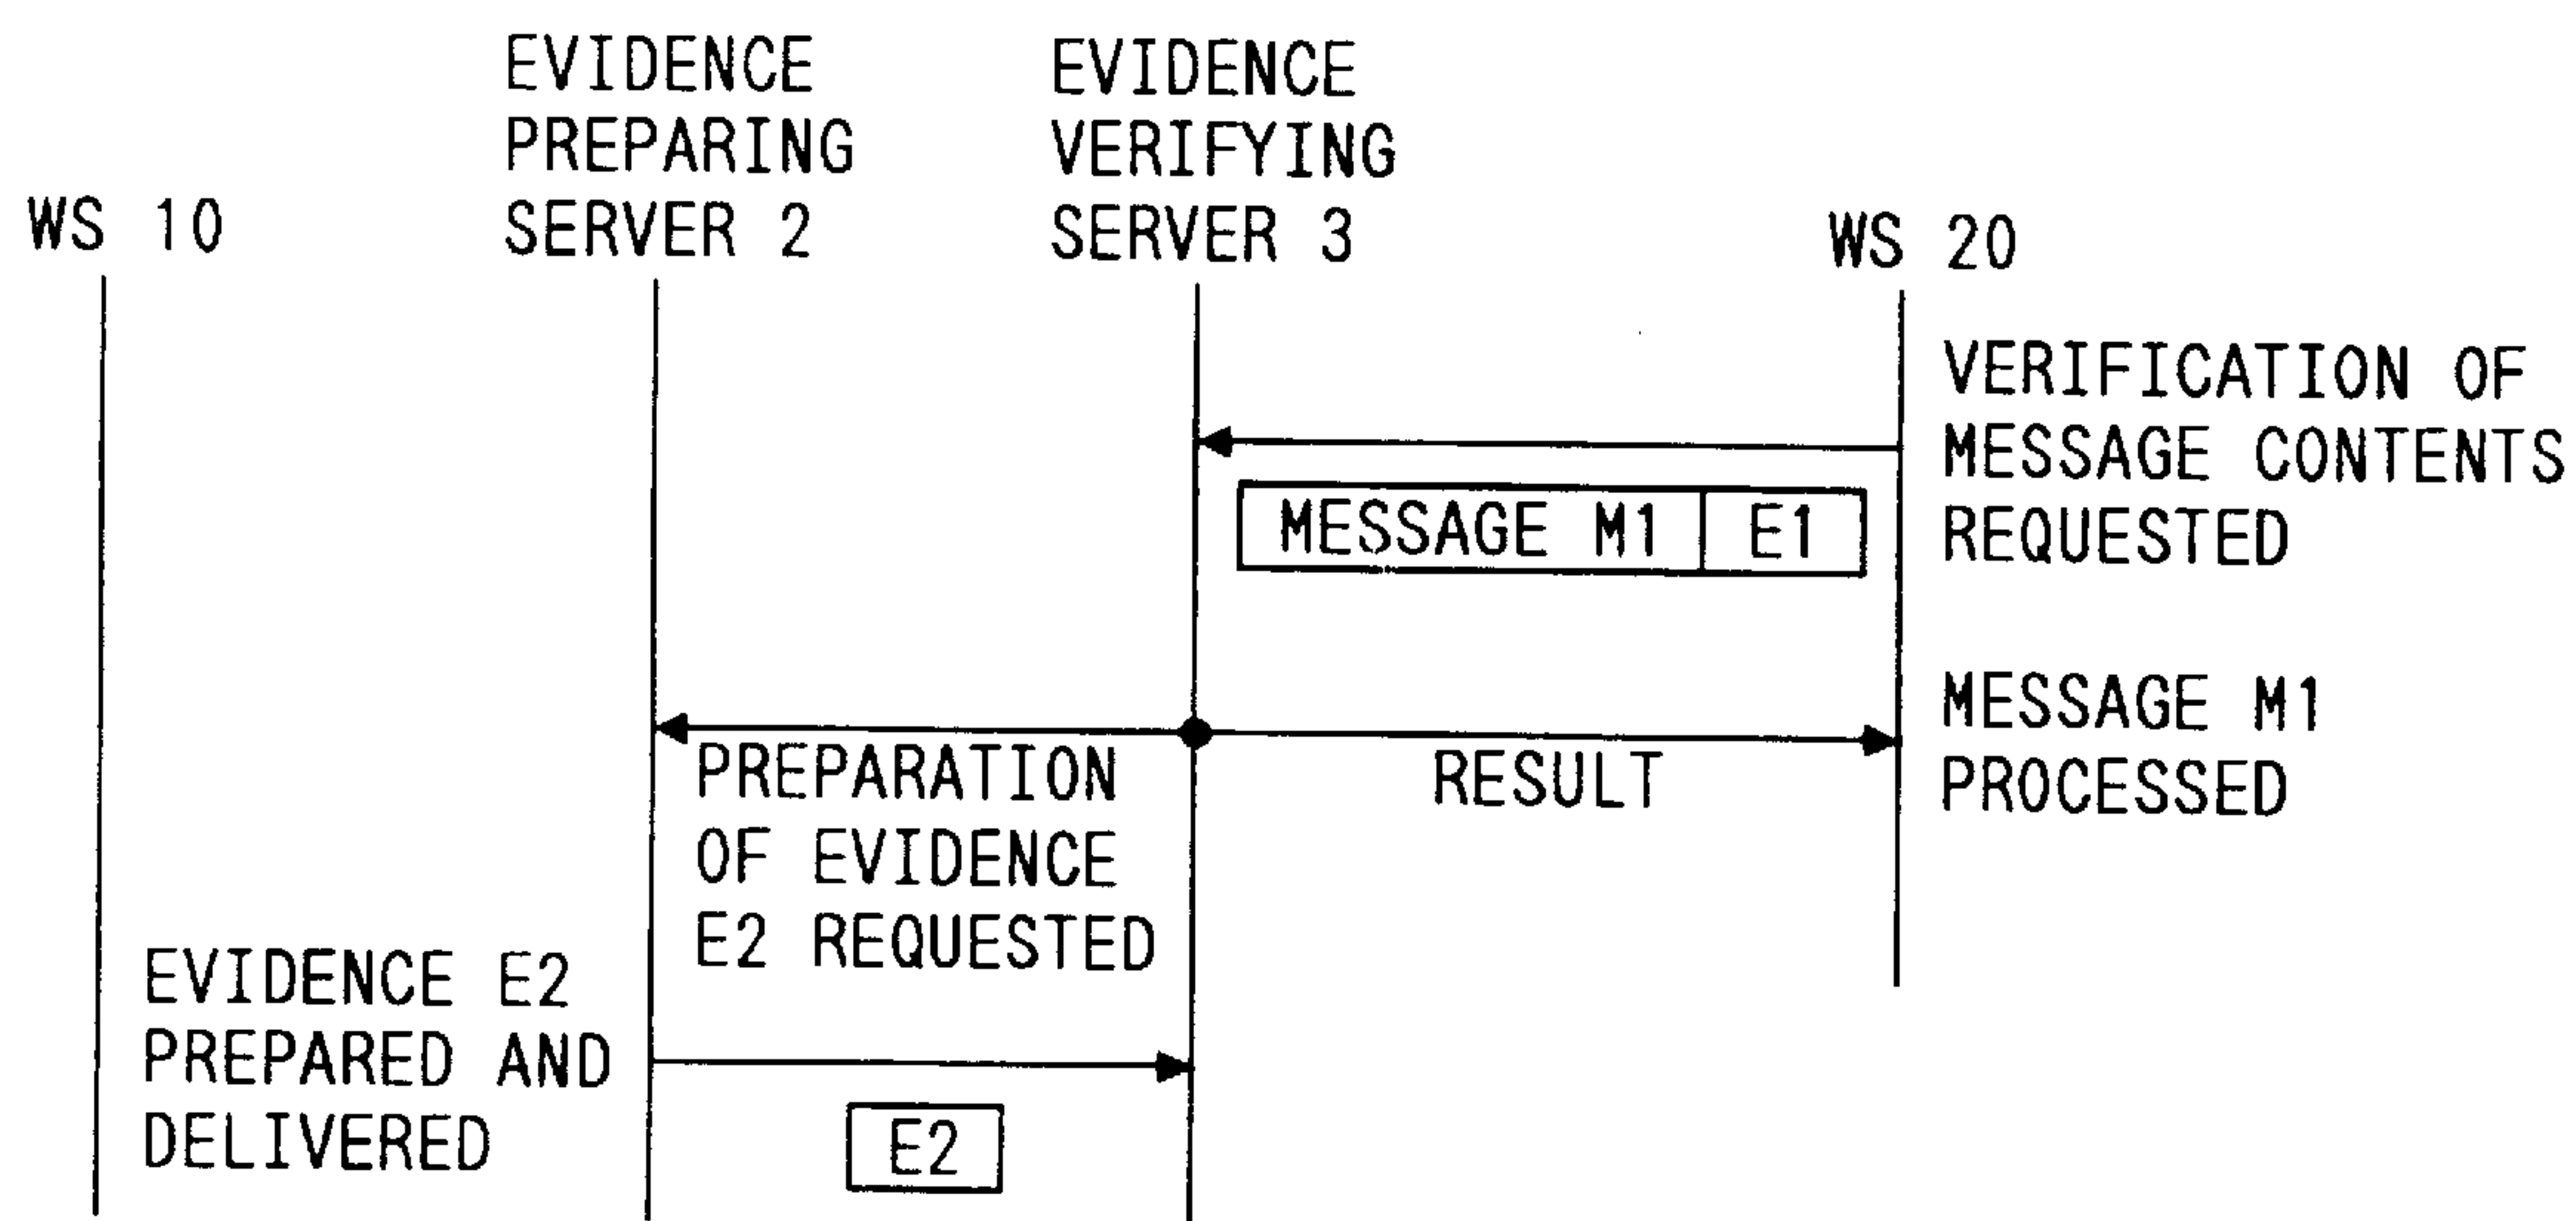 WS 10
EVIDENCE
PREPARING
SERVER 2
EVIDENCE
VERIFYING
SERVER 3
WS 20
VERIFICATION OF
MESSAGE CONTENTS
REQUESTED
MESSAGE M1 E1
PREPARATION
OF EVIDENCE
E2 REQUESTED
RESULT
MESSAGE M1
PROCESSED
EVIDENCE E2
PREPARED AND
DELIVERED
E2